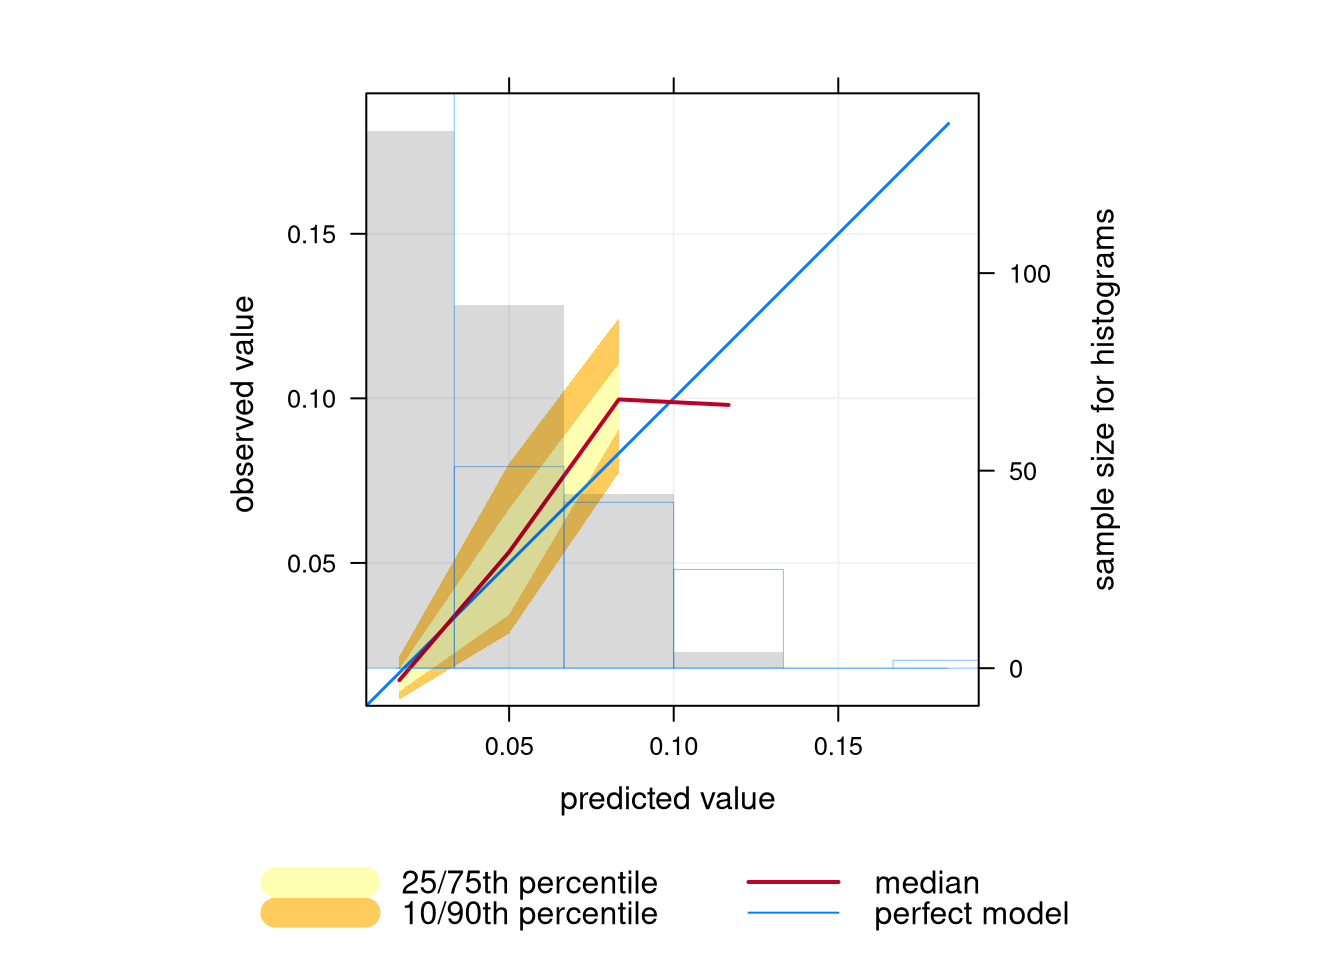 observed value
0.15
0.10
0.05
100
50
0
sample size for histograms
0.05 0.10 0.15
predicted value
25/75th percentile
10/90th percentile
median
perfect model